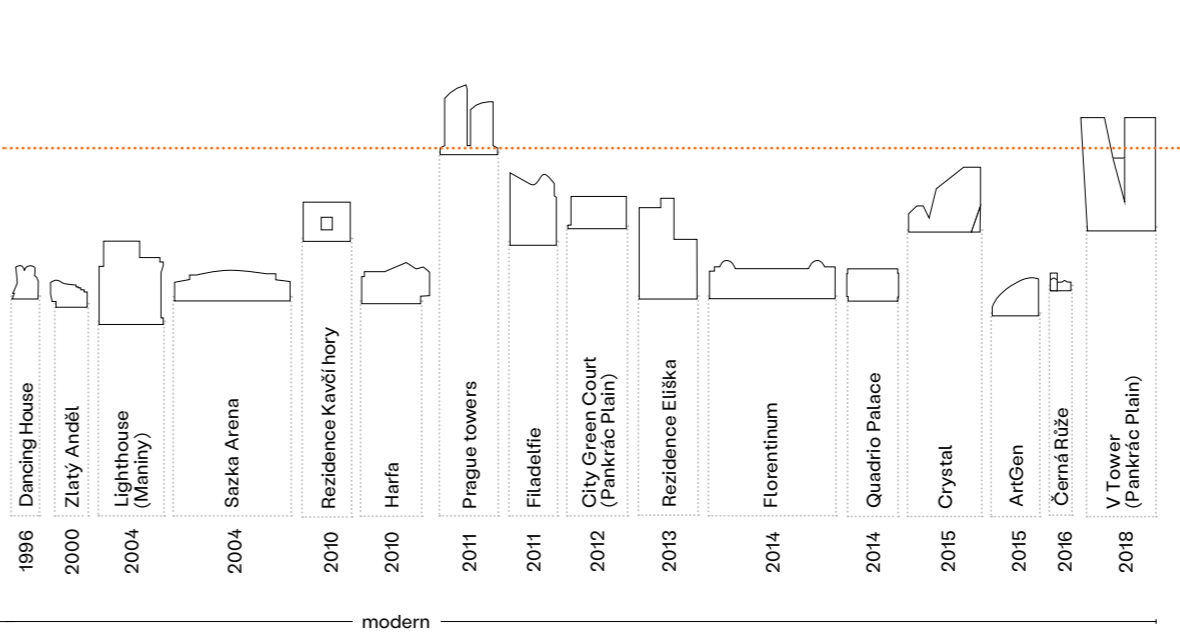 Dancing House
Zlatý Anděl
Lighthouse
(Maniny)
Sazka Arena
Rezidence Kavčí hory
Harfa
Prague towers
Filadelfie
City Green Court
(Pankrác Plain)
Rezidence Eliška
Florentinum
Quadrio Palace
Crystal
ArtGen
Černá Růže
V Tower
(Pankrác Plain)
1996
2000
2004
2004
2010
2010
2011
2011
2012
2013
2014
2014
2015
2015
2016
2018
modern